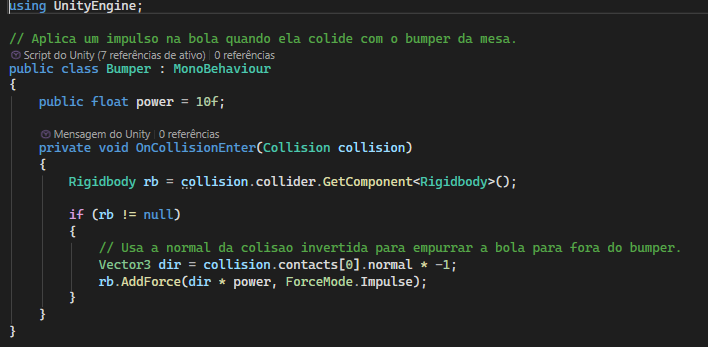 using UnityEngine;
// Aplica um impulso na bola quando ela colide com o bumper da mesa.
Script do Unity (7 referências de ativo) | 0 referências
public class Bumper : MonoBehaviour
{
public float power = 10f;
Mensagem do Unity | 0 referências
private void OnCollisionEnter(Collision collision)
{
Rigidbody rb = collision.collider.GetComponent<Rigidbody>();
if (rb != null)
{
// Usa a normal da colisao invertida para empurrar a bola para fora do bumper.
Vector3 dir = collision.contacts[0].normal * -1;
rb.AddForce(dir * power, ForceMode.Impulse);
}
}
}